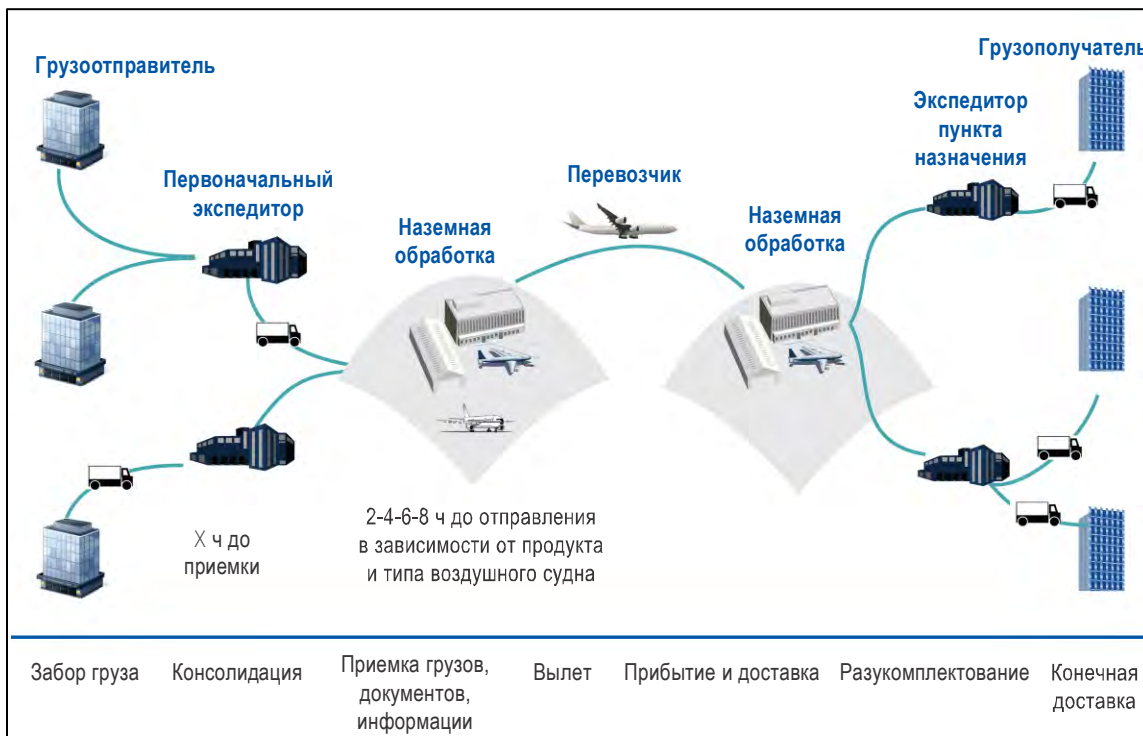 Грузоотправитель
Грузополучатель
Экспедитор
пункта
назначения
Первоначальный
экспедитор
Перевозчик
Наземная
обработка
Наземная
обработка
X ч до
приемки
2-4-6-8 ч до отправления
в зависимости от продукта
и типа воздушного судна
Забор груза
Консолидация
Приемка грузов,
документов,
информации
Вылет
Прибытие и доставка
Разукомплектование
Конечная
доставка